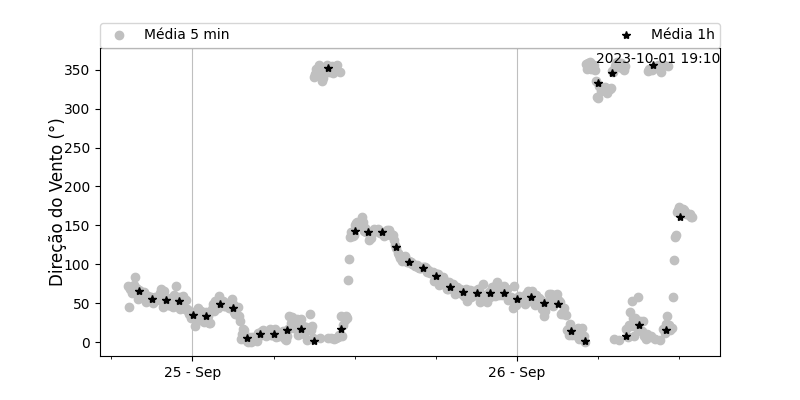 Média 5 min
Média 1h
2023-10-01 19:10
Direção do Vento (°)
350
300
250
200
150
100
50
0
25 - Sep
26 - Sep